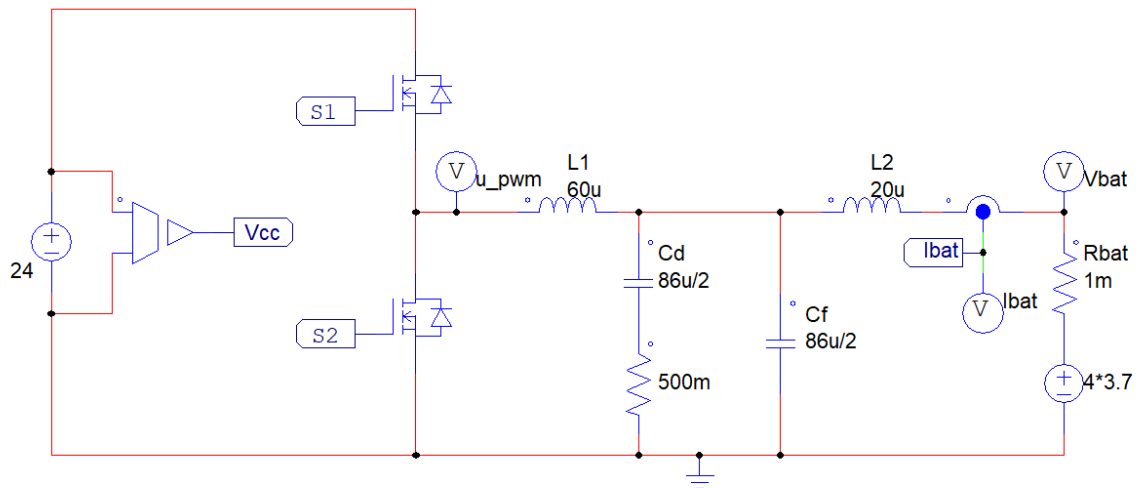 S1
L1
60u
V
u_pwm
L2
20u
V
Vbat
Vcc
24
Cd
86u/2
Ibat
Rbat
1m
V
Ibat
Cf
86u/2
S2
500m
4*3.7